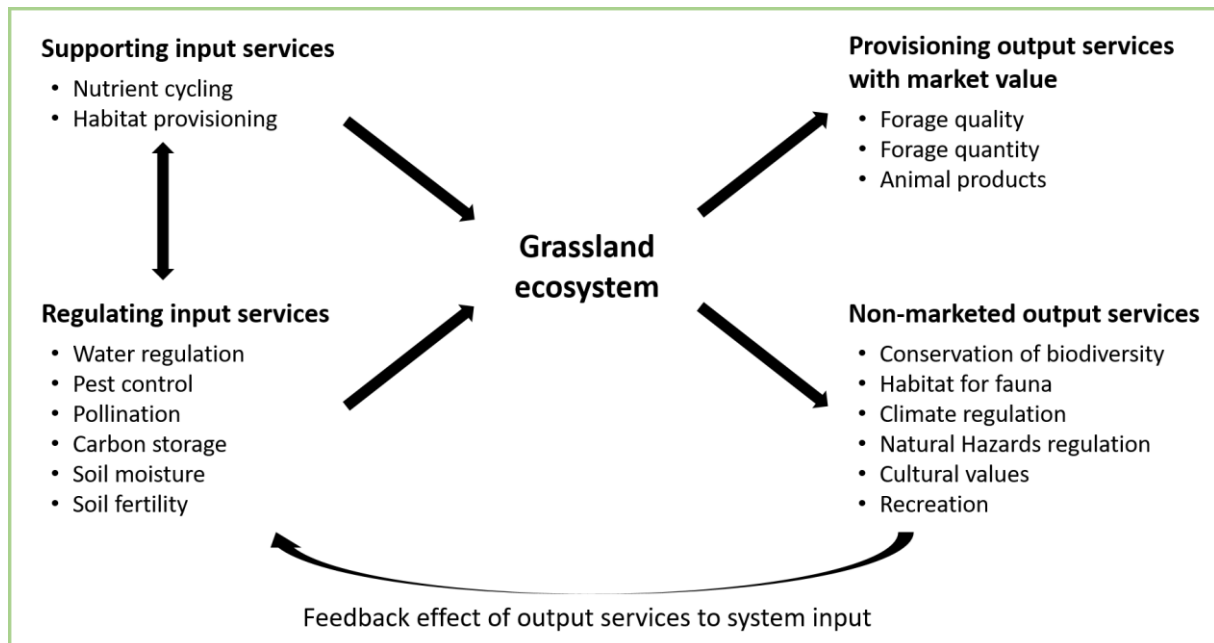 Supporting input services
• Nutrient cycling
• Habitat provisioning
Provisioning output services
with market value
• Forage quality
• Forage quantity
• Animal products
Grassland
ecosystem
Regulating input services
• Water regulation
• Pest control
• Pollination
• Carbon storage
• Soil moisture
• Soil fertility
Non-marketed output services
• Conservation of biodiversity
• Habitat for fauna
• Climate regulation
• Natural Hazards regulation
• Cultural values
• Recreation
Feedback effect of output services to system input